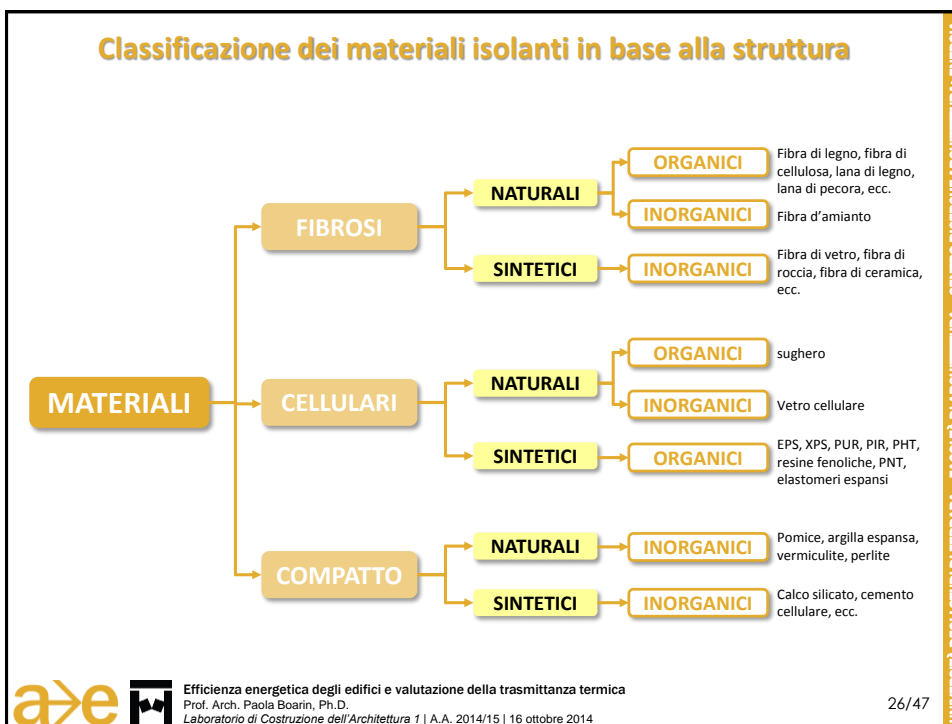 Classificazione dei materiali isolanti in base alla struttura
MATERIALI
FIBROSI
NATURALI
ORGANICI
Fibra di legno, fibra di
cellulosa, lana di legno,
lana di pecora, ecc.
INORGANICI
Fibra d'amianto
SINTETICI
INORGANICI
Fibra di vetro, fibra di
roccia, fibra di ceramica,
ecc.
CELLULARI
NATURALI
ORGANICI
sughero
INORGANICI
Vetro cellulare
SINTETICI
ORGANICI
EPS, XPS, PUR, PIR, PHT,
resine fenoliche, PNT,
elastomeri espansi
COMPATTO
NATURALI
INORGANICI
Pomice, argilla espansa,
vermiculite, perlite
SINTETICI
INORGANICI
Calco silicato, cemento
cellulare, ecc.
a>e
Efficienza energetica degli edifici e valutazione della trasmittanza termica
Prof. Arch. Paola Boarin, Ph.D.
Laboratorio di Costruzione dell'Architettura 1 | A.A. 2014/15 | 16 ottobre 2014
26/47